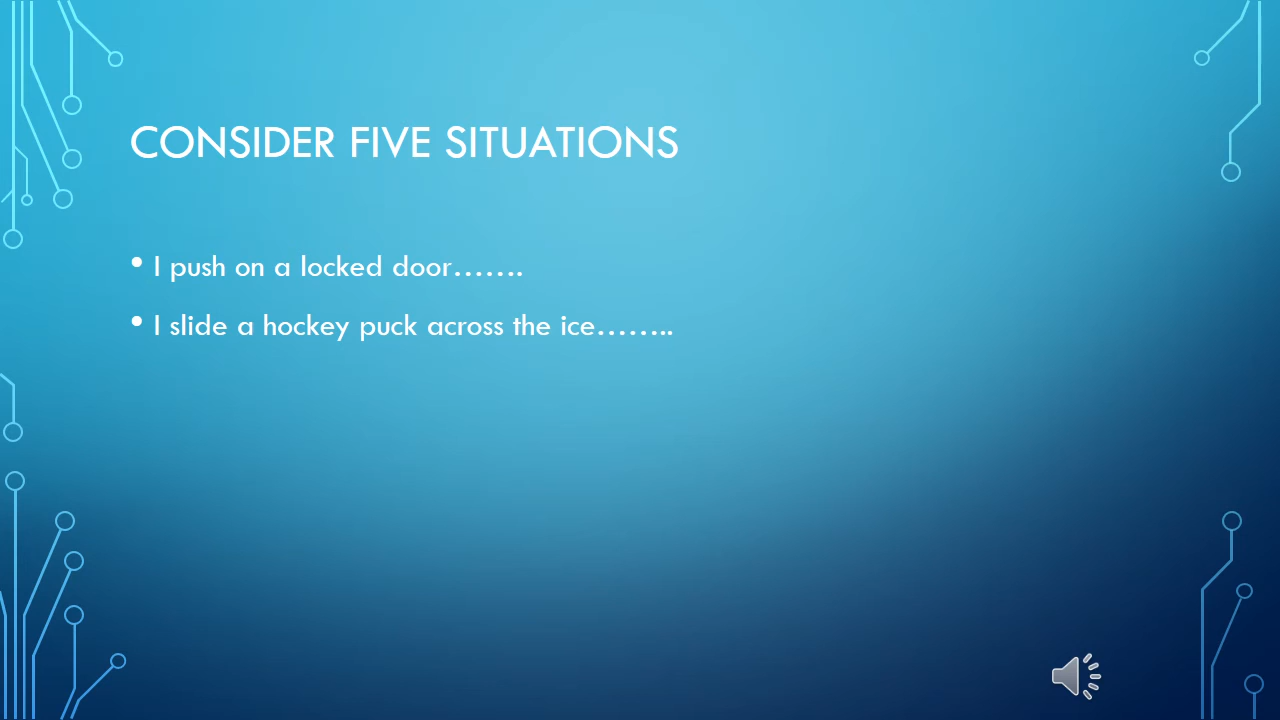 CONSIDER FIVE SITUATIONS
• I push on a locked door…….
• I slide a hockey puck across the ice……..